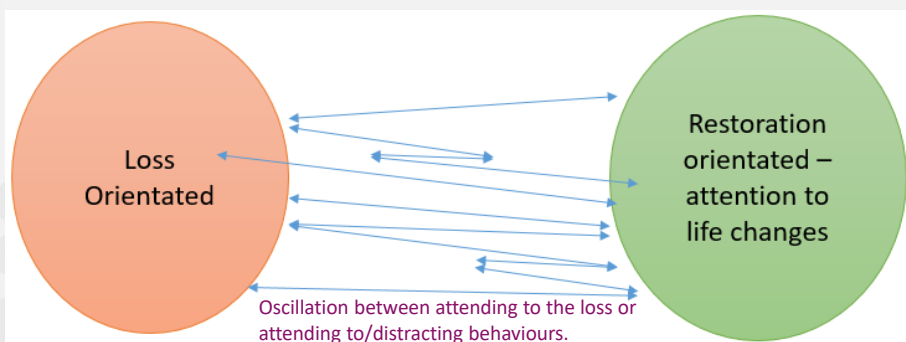 Loss
Orientated
Restoration
orientated –
attention to
life changes
Oscillation between attending to the loss or
attending to/distracting behaviours.